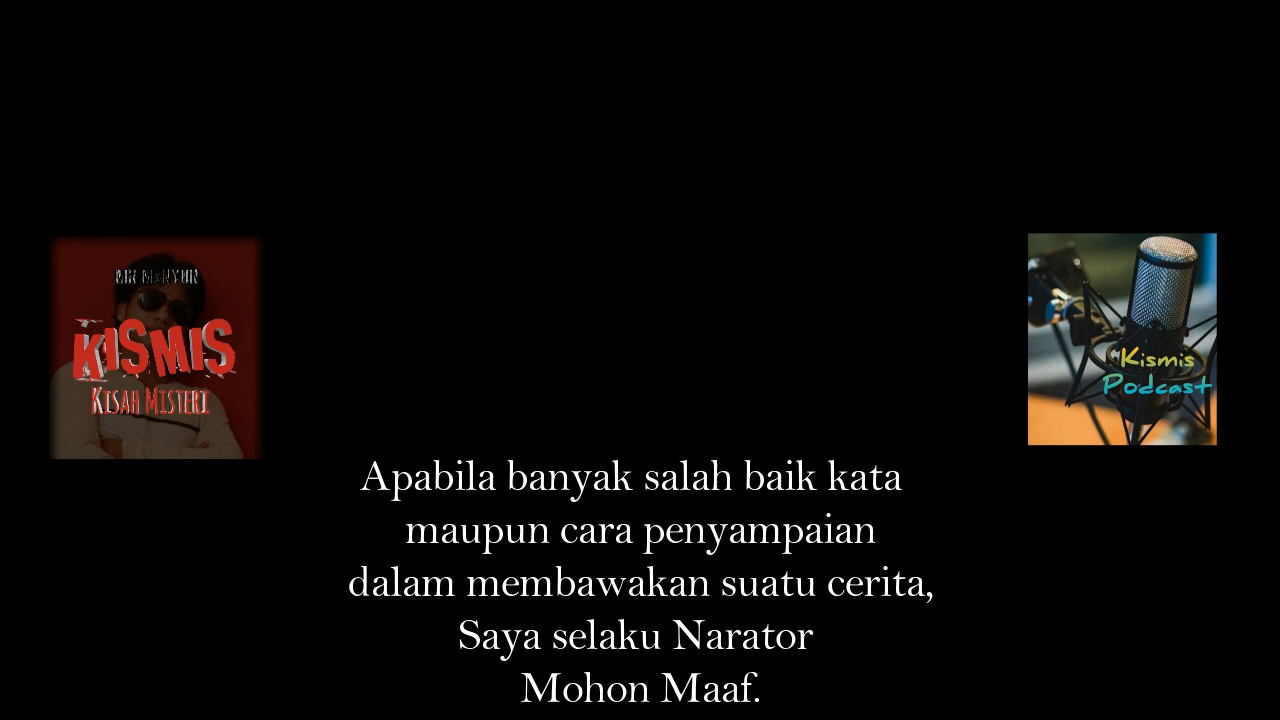 KISMIS
KISAH MISTERI
Kismis
Podcast
Apabila banyak salah baik kata
maupun cara penyampaian
dalam membawakan suatu cerita,
Saya selaku Narator
Mohon Maaf.